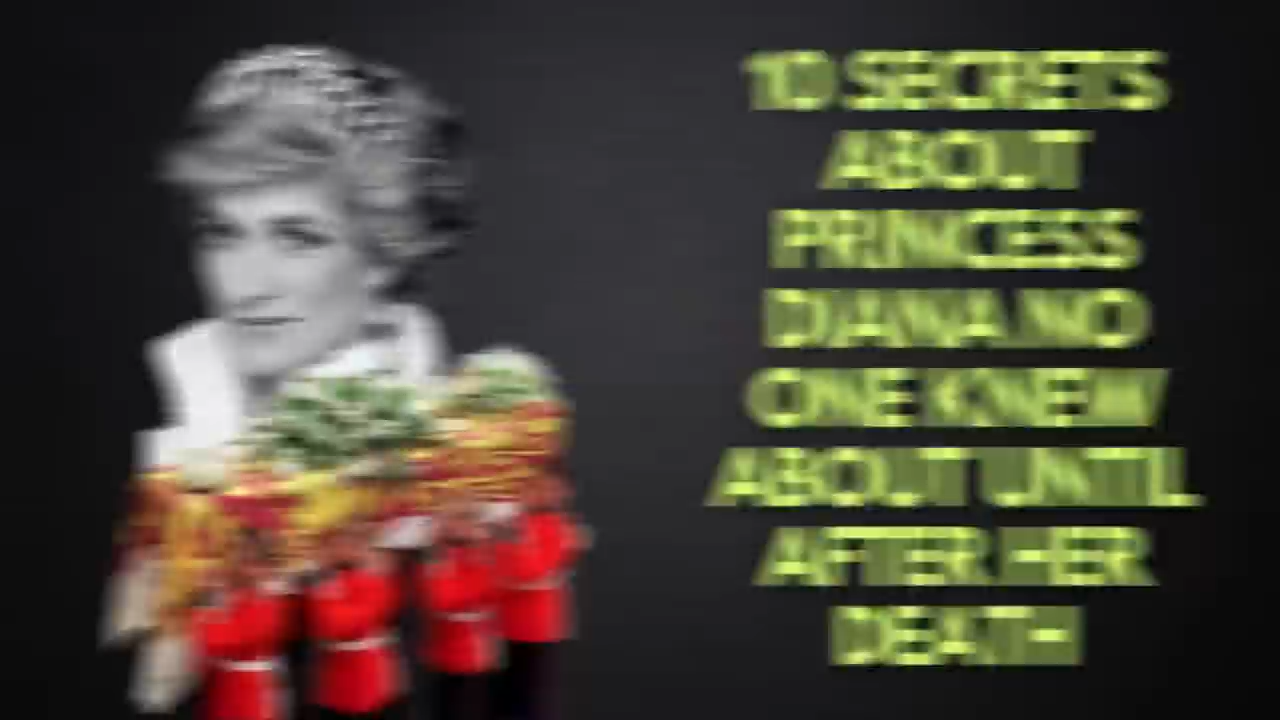 10 SECRETS
ABOUT
PRINCESS
DIANA NO
ONE KNEW
ABOUT UNTIL
AFTER HER
DEATH